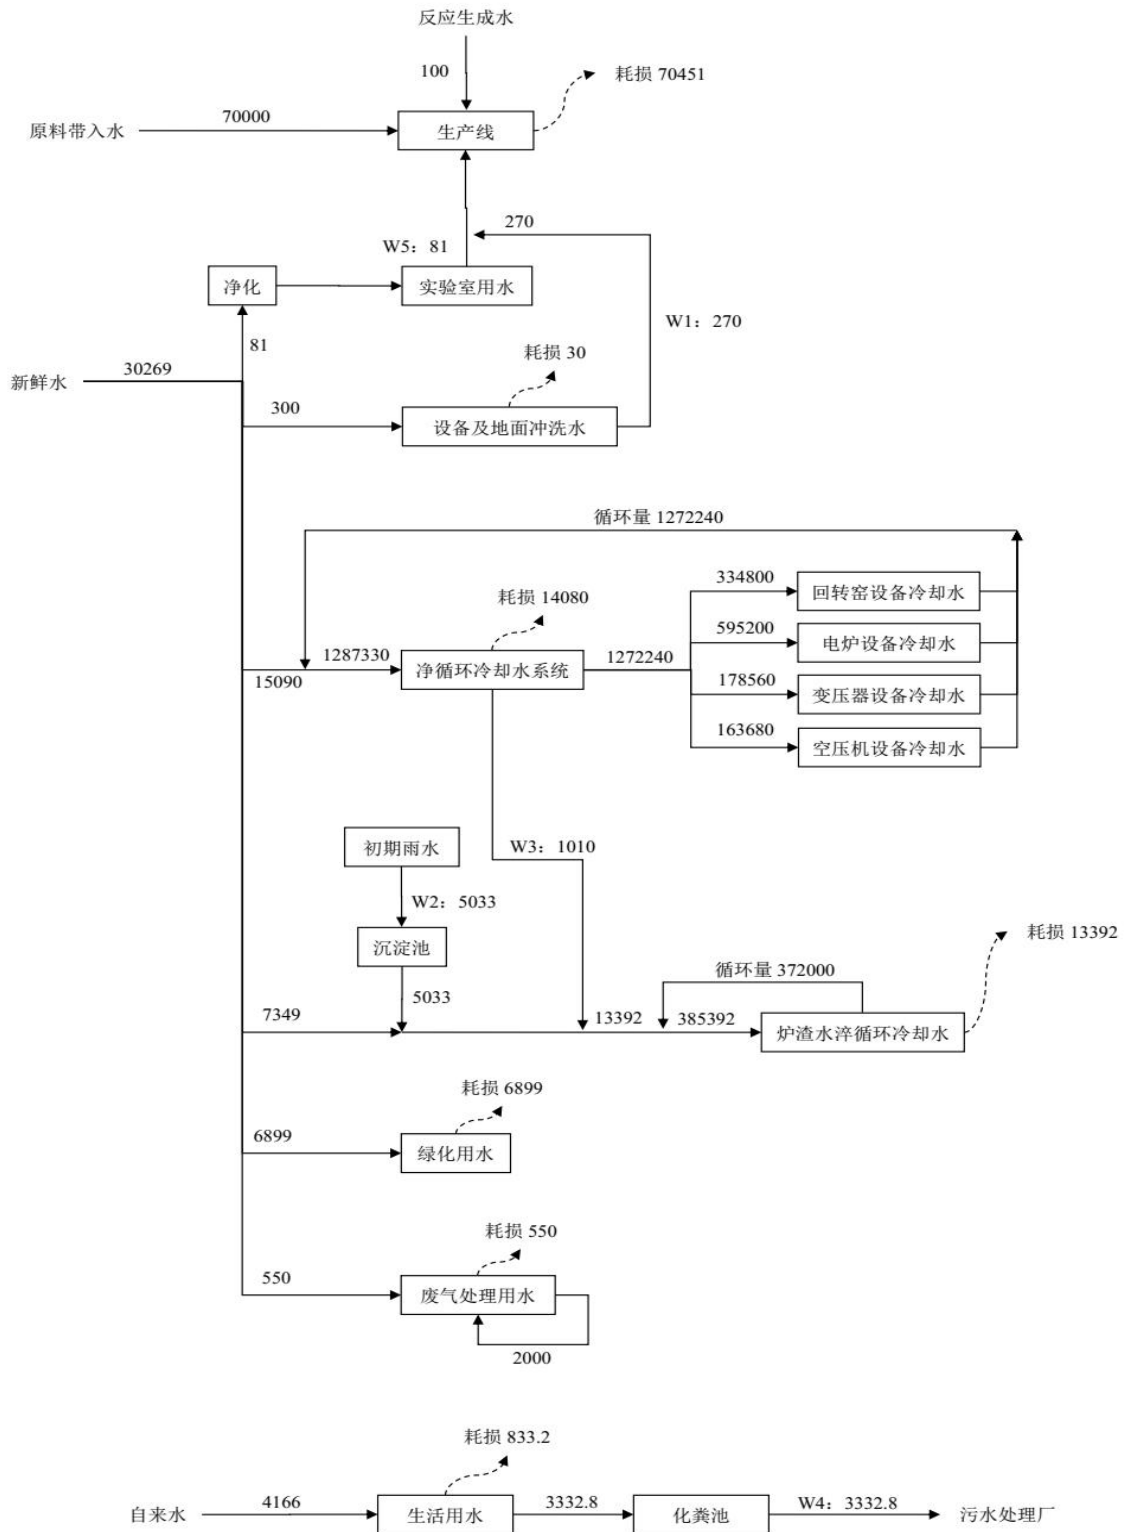 反应生成水
100
耗损 70451
70000
原料带入水
生产线
270
W5：81
净化
实验室用水
W1：270
81
耗损 30
30269
新鲜水
300
设备及地面冲洗水
循环量 1272240
334800
回转窑设备冷却水
耗损 14080
595200
电炉设备冷却水
1287330
净循环冷却水系统
1272240
15090
178560
变压器设备冷却水
163680
空压机设备冷却水
初期雨水
W3：1010
W2：5033
沉淀池
耗损 13392
循环量 372000
5033
7349
13392
385392
炉渣水淬循环冷却水
耗损 6899
6899
绿化用水
耗损 550
550
废气处理用水
2000
耗损 833.2
自来水
4166
生活用水
3332.8
化粪池
W4：3332.8
污水处理厂